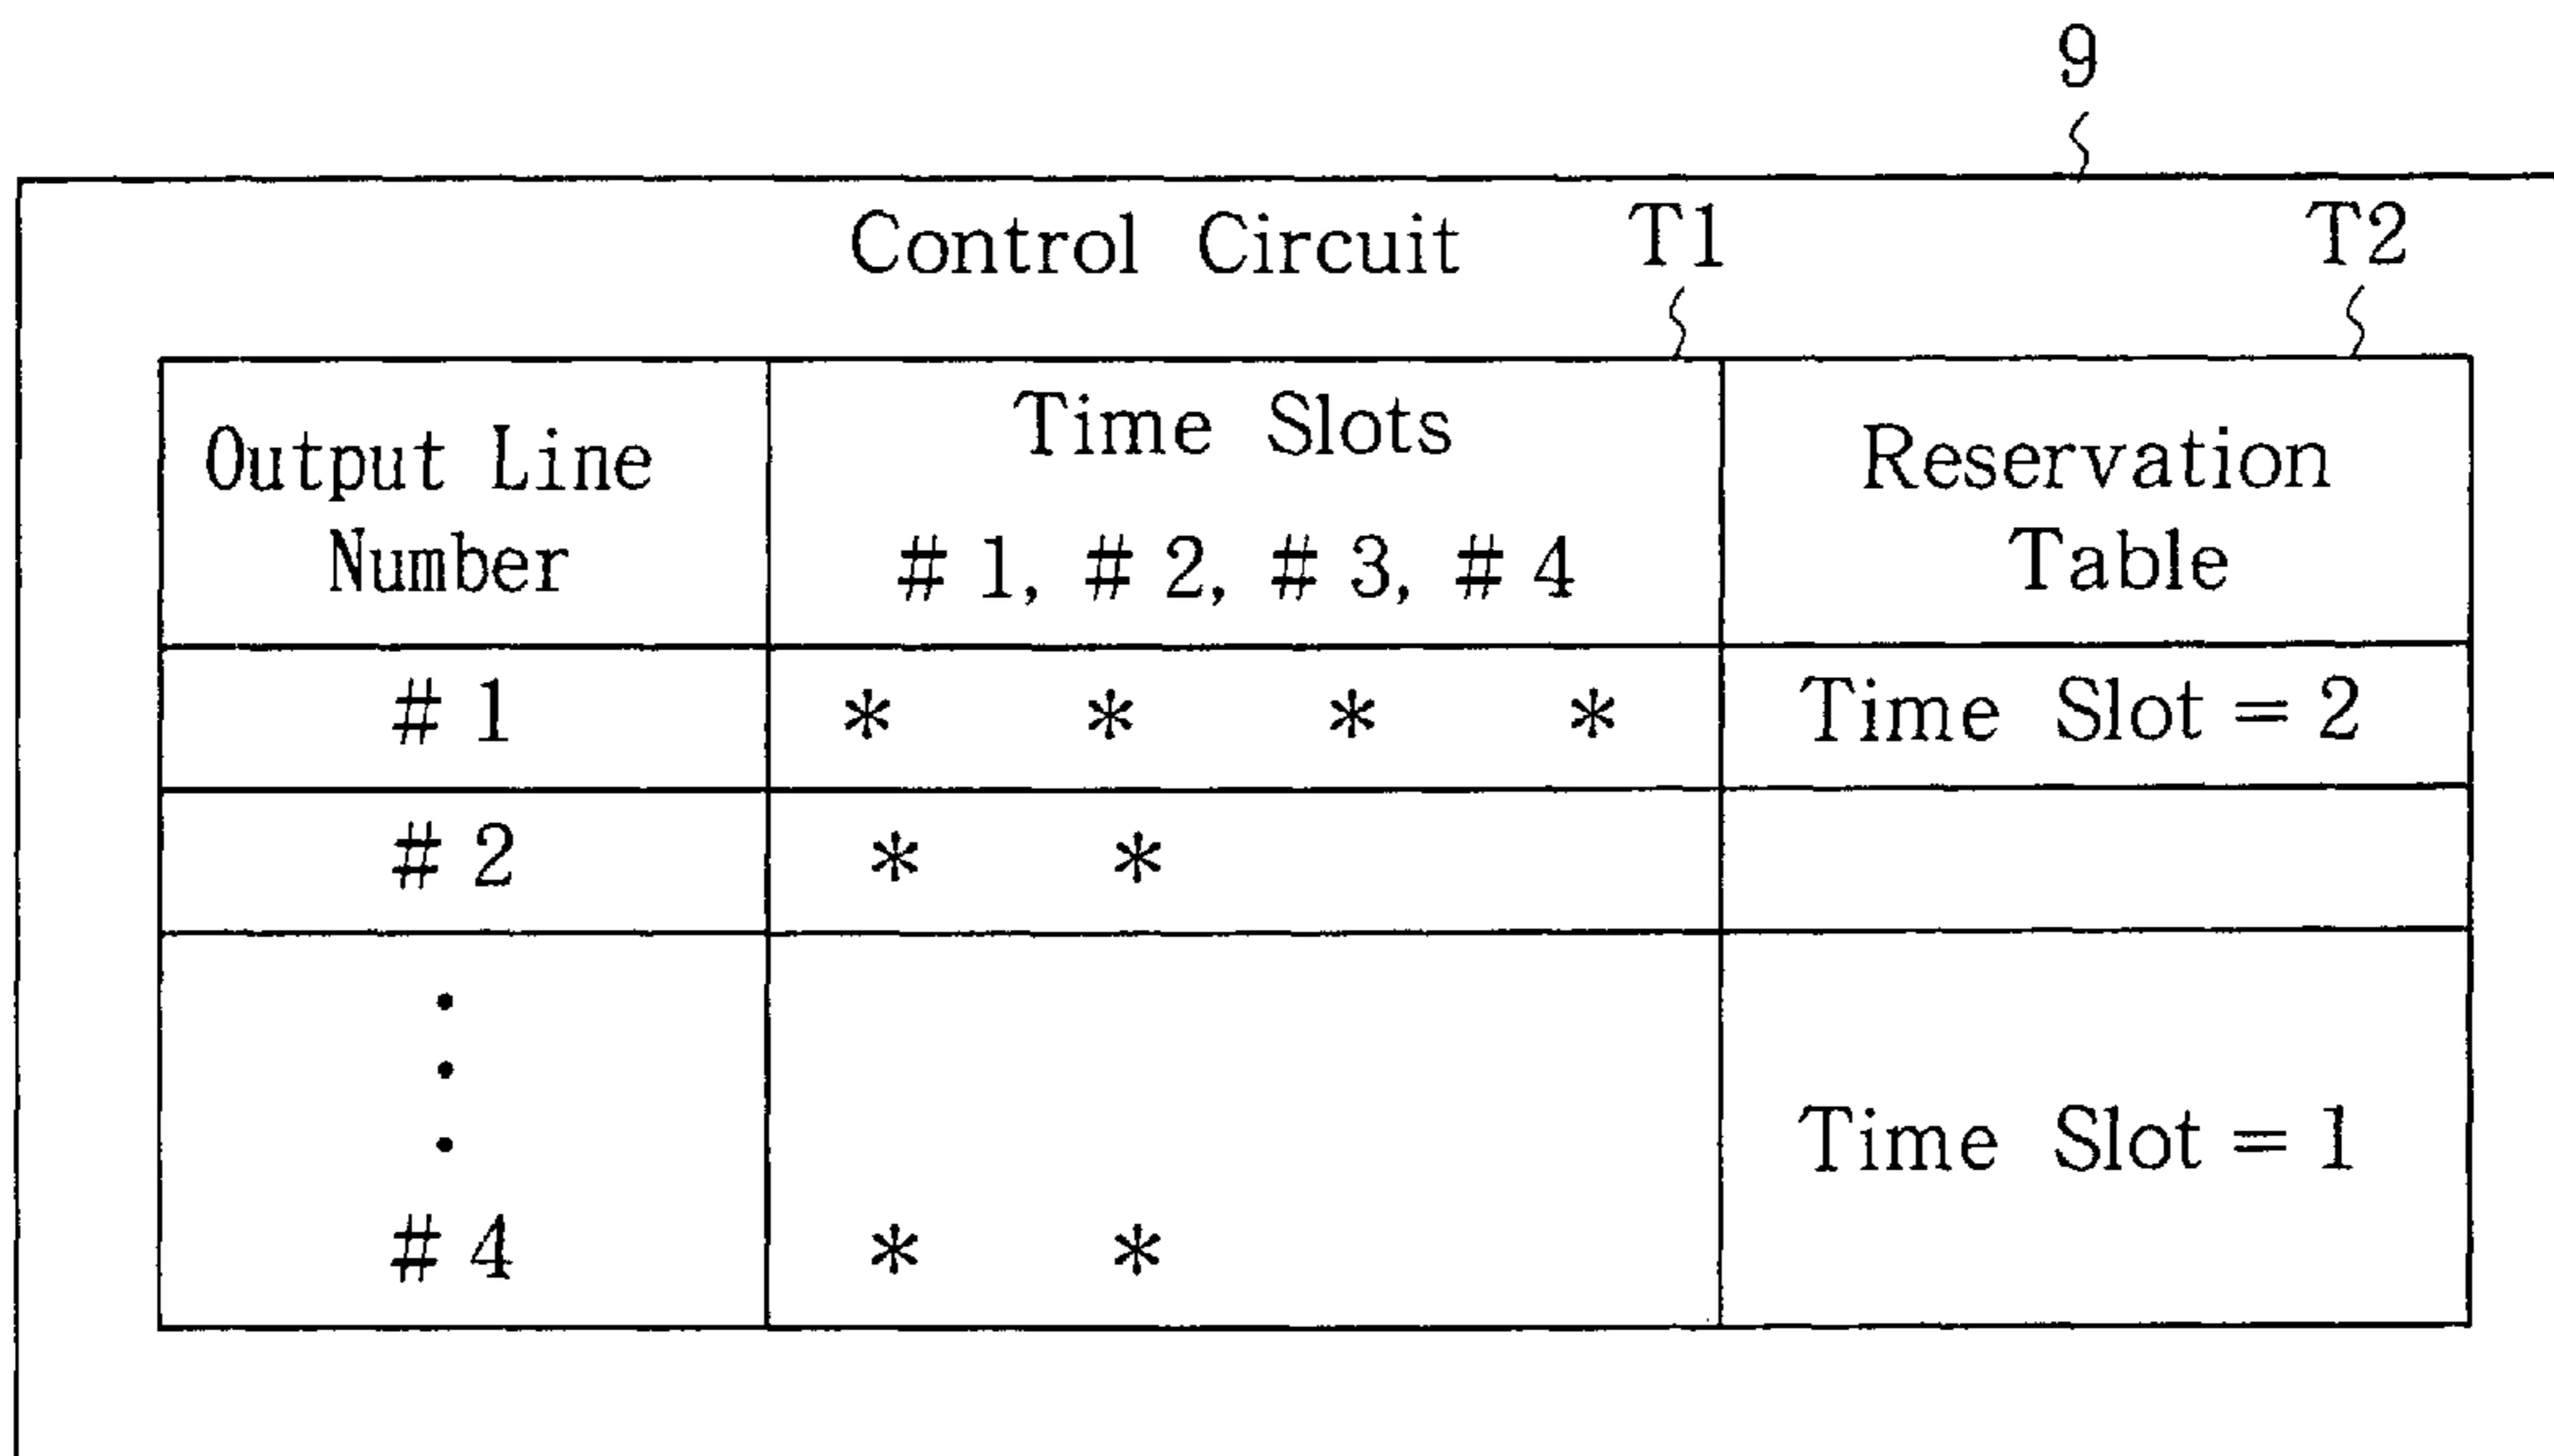 9
Control Circuit T1 T2
Output Line Number
Time Slots
# 1, # 2, # 3, # 4
Reservation Table
# 1 * * * * Time Slot = 2
# 2 * *
Time Slot = 1
# 4 * *